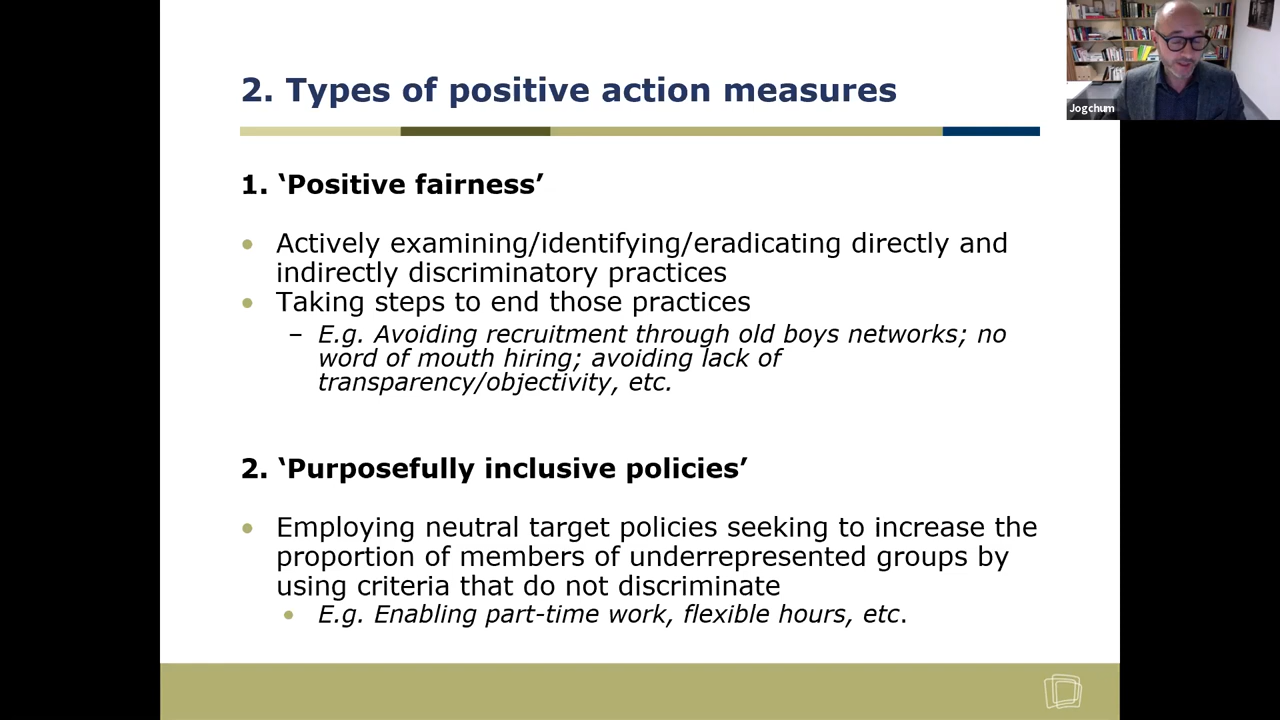 2. Types of positive action measures
Jogchum
1. ‘Positive fairness’
• Actively examining/identifying/eradicating directly and
indirectly discriminatory practices
• Taking steps to end those practices
– E.g. Avoiding recruitment through old boys networks; no
word of mouth hiring; avoiding lack of
transparency/objectivity, etc.
2. ‘Purposefully inclusive policies’
• Employing neutral target policies seeking to increase the
proportion of members of underrepresented groups by
using criteria that do not discriminate
• E.g. Enabling part-time work, flexible hours, etc.